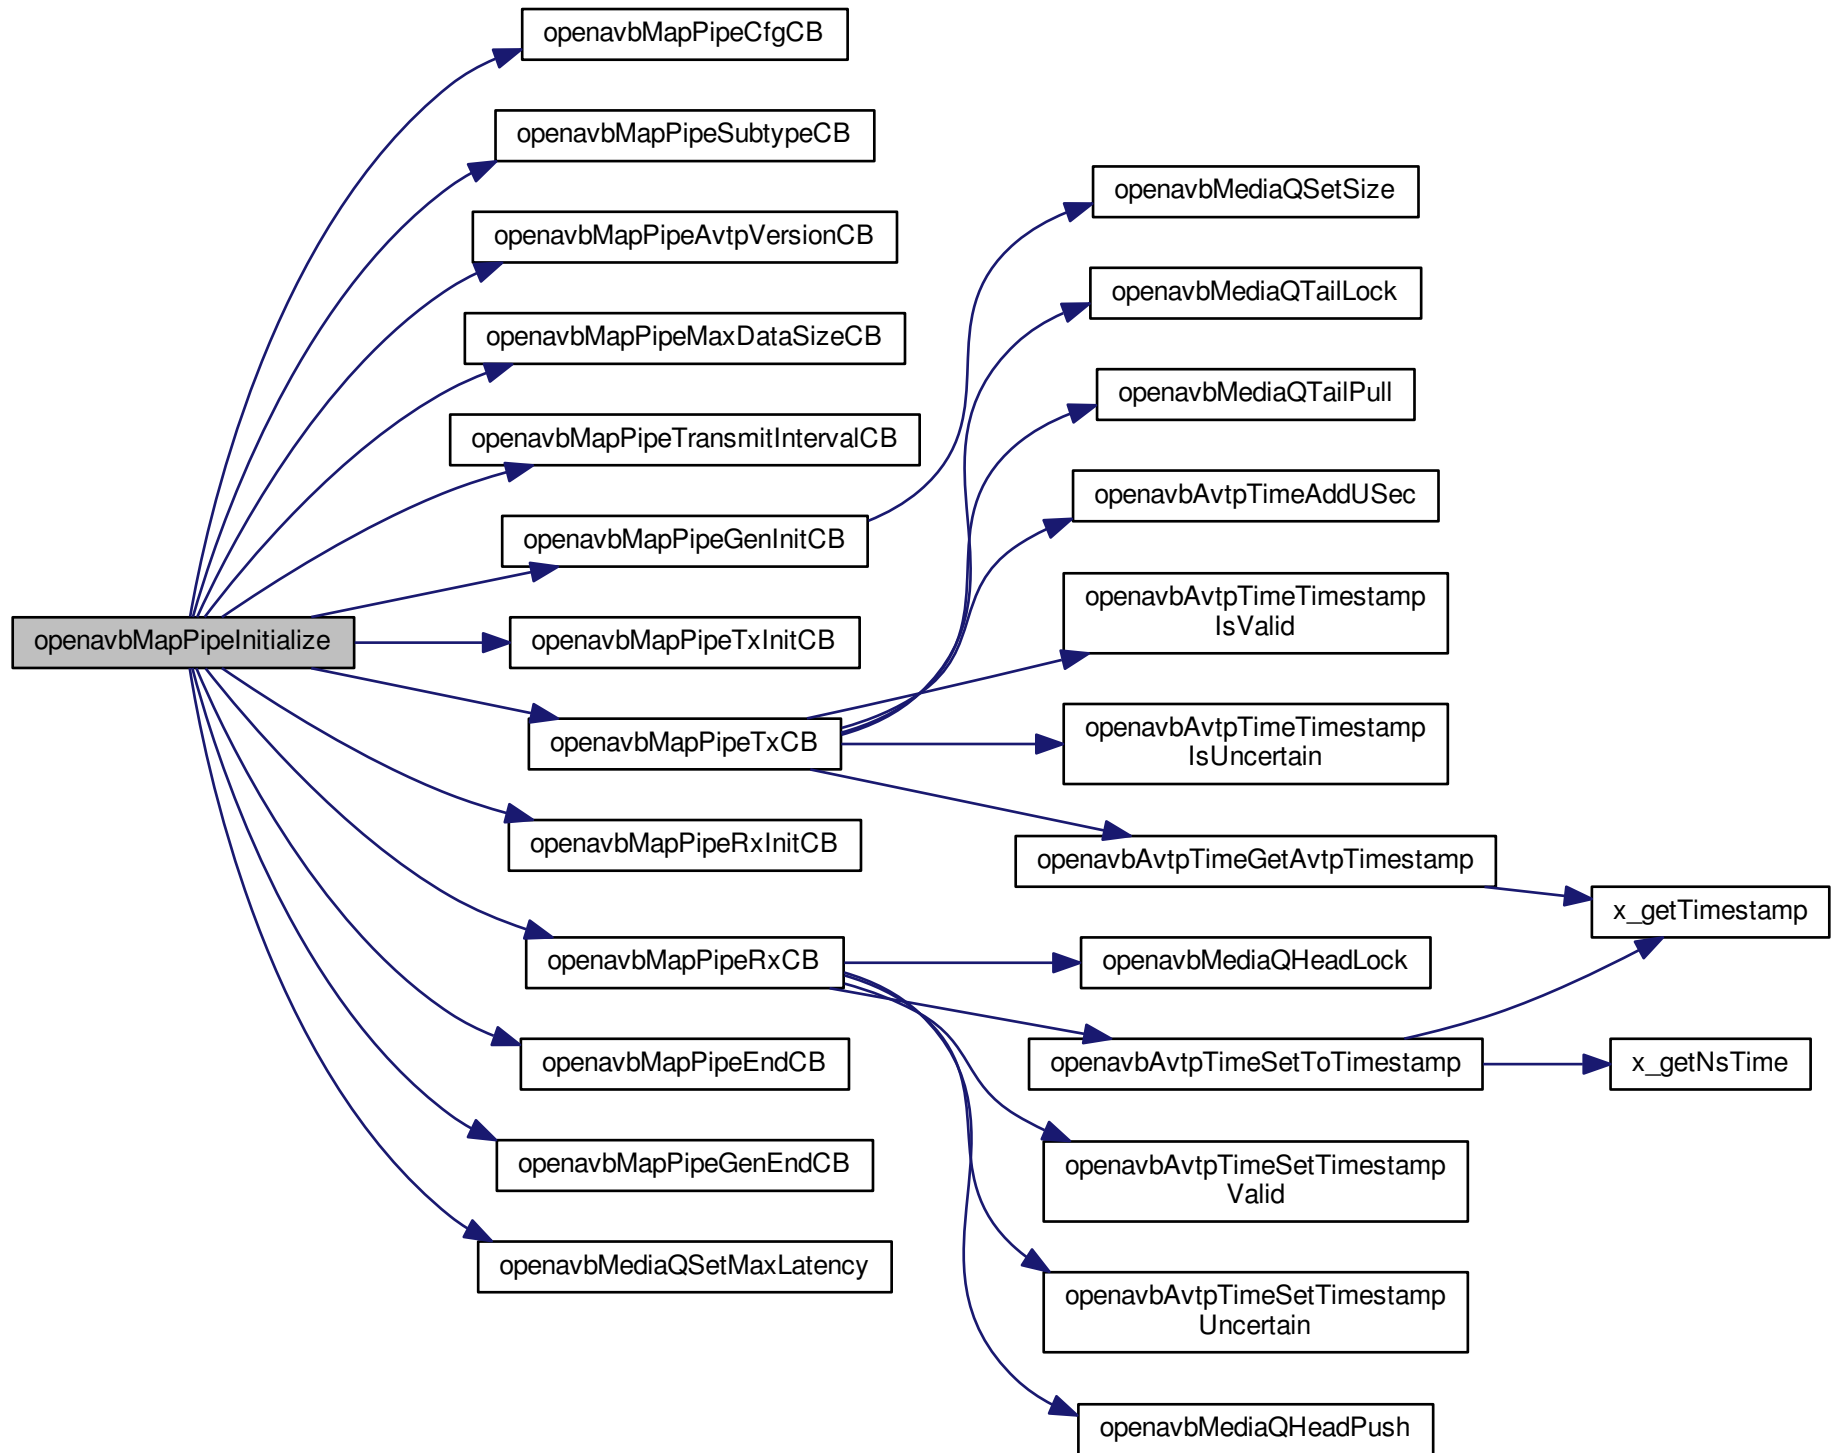 openavbMapPipeInitialize
openavbMapPipeCfgCB
openavbMapPipeSubtypeCB
openavbMapPipeAvtpVersionCB
openavbMapPipeMaxDataSizeCB
openavbMapPipeTransmitIntervalCB
openavbMapPipeGenInitCB
openavbMapPipeTxInitCB
openavbMapPipeTxCB
openavbMapPipeRxInitCB
openavbMapPipeRxCB
openavbMapPipeEndCB
openavbMapPipeGenEndCB
openavbMediaQSetMaxLatency
openavbMediaQSetSize
openavbMediaQTailLock
openavbMediaQTailPull
openavbAvtpTimeAddUSec
openavbAvtpTimeTimestamp
IsValid
openavbAvtpTimeTimestamp
IsUncertain
openavbAvtpTimeGetAvtpTimestamp
openavbMediaQHeadLock
openavbAvtpTimeSetToTimestamp
openavbAvtpTimeSetTimestamp
Valid
openavbAvtpTimeSetTimestamp
Uncertain
openavbMediaQHeadPush
x_getTimestamp
x_getNsTime